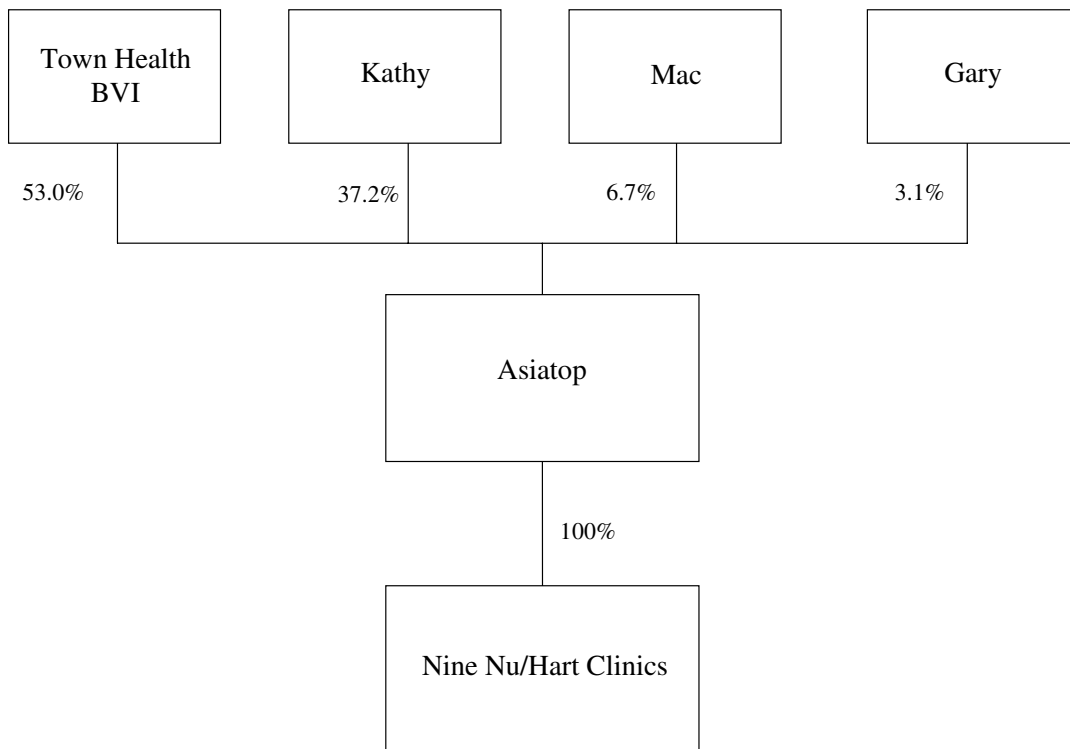 Town Health
BVI
Kathy
Mac
Gary
53.0%
37.2%
6.7%
3.1%
Asiatop
100%
Nine Nu/Hart Clinics